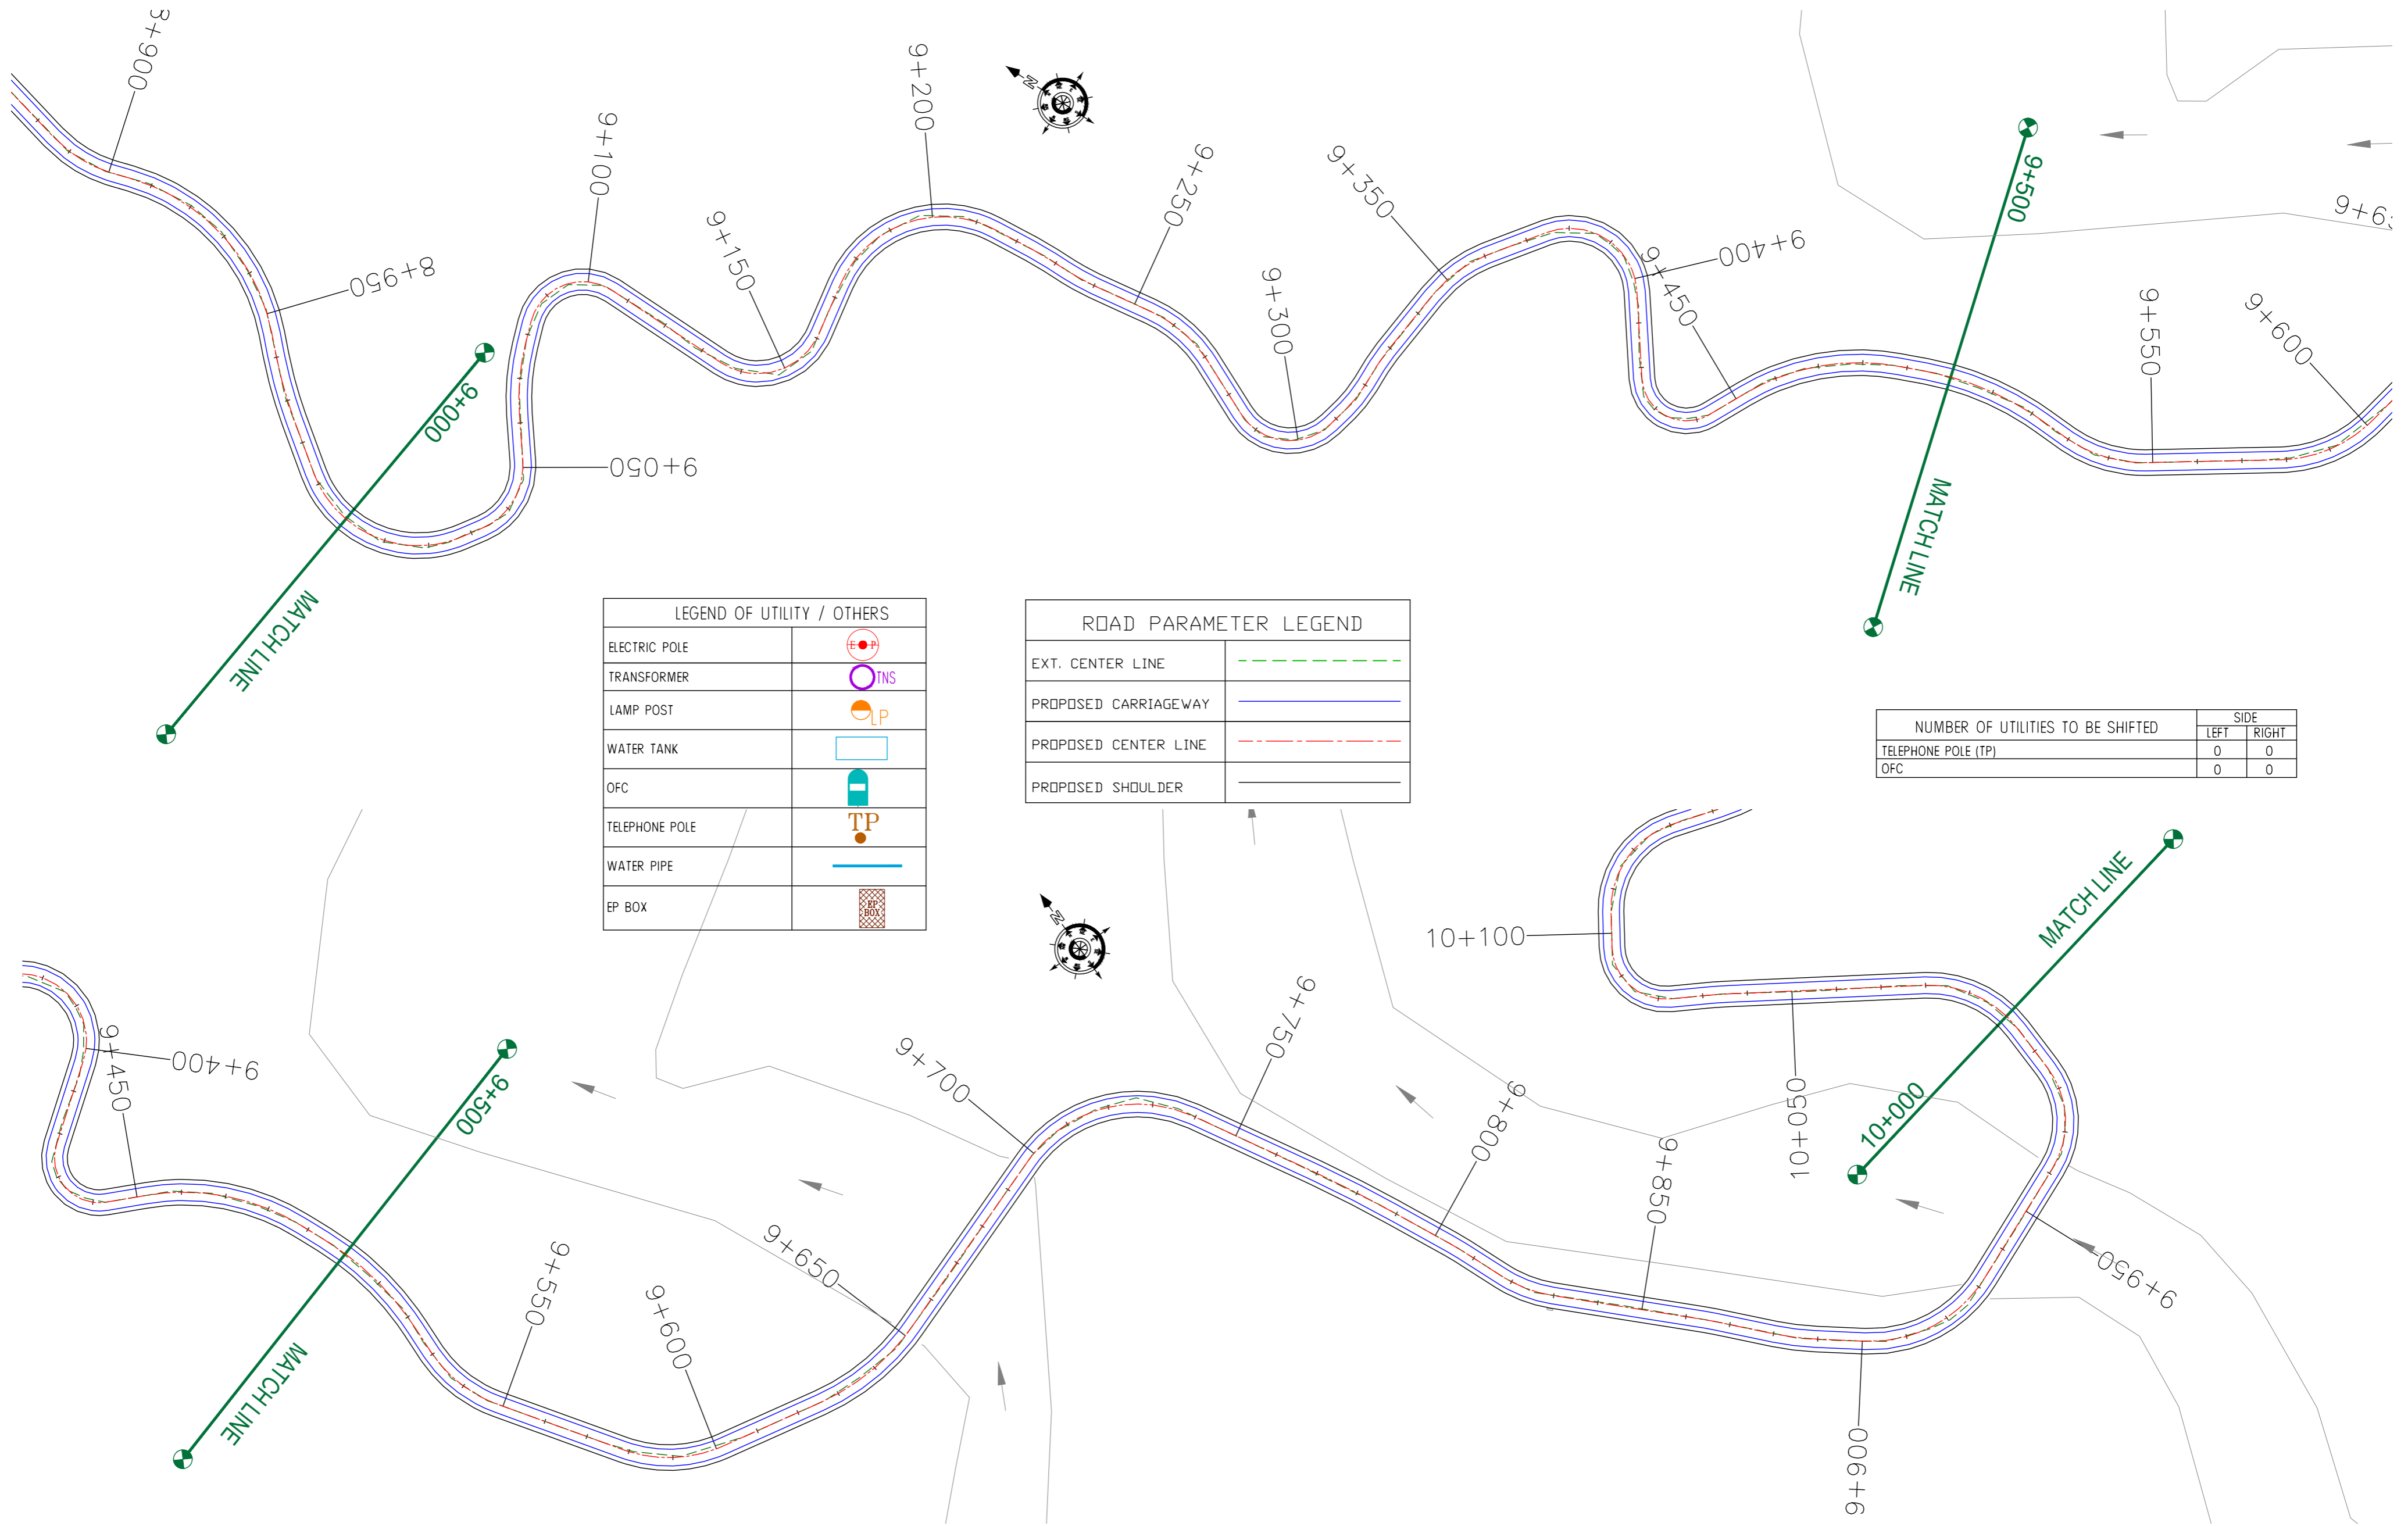 8+900
8+950
9+000
MATCH LINE
9+050
9+100
9+150
9+200
N
9+250
9+300
9+350
9+400
9+450
9+500
MATCH LINE
9+550
9+600
LEGEND OF UTILITY / OTHERS
ELECTRIC POLE E P
TRANSFORMER TNS
LAMP POST LP
WATER TANK
OFC
TELEPHONE POLE TP
WATER PIPE
EP BOX EP BOX
ROAD PARAMETER LEGEND
EXT. CENTER LINE
PROPOSED CARRIAGEWAY
PROPOSED CENTER LINE
PROPOSED SHOULDER
NUMBER OF UTILITIES TO BE SHIFTED SIDE
LEFT RIGHT
TELEPHONE POLE (TP) 0 0
OFC 0 0
9+400
9+450
9+500
MATCH LINE
9+550
9+600
9+650
9+700
N
9+750
9+800
9+850
9+900
9+950
10+000
MATCH LINE
10+050
10+100